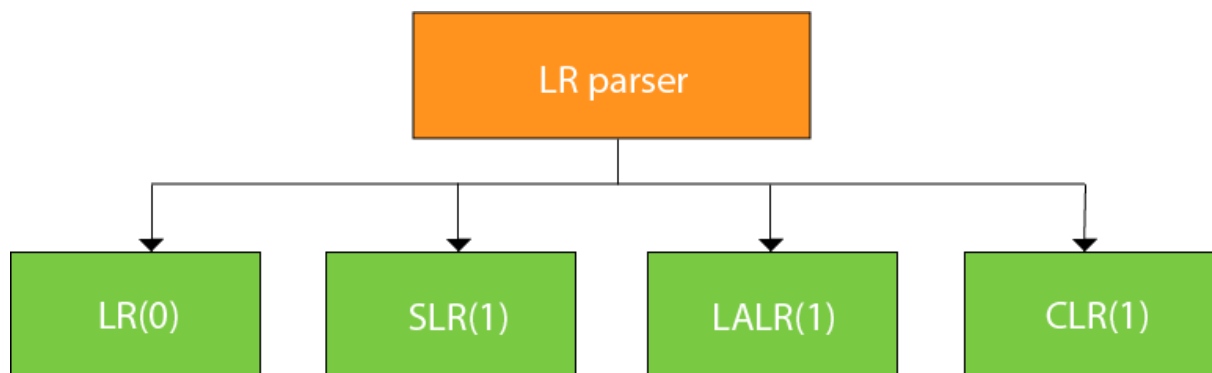 LR parser
LR(0)
SLR(1)
LALR(1)
CLR(1)